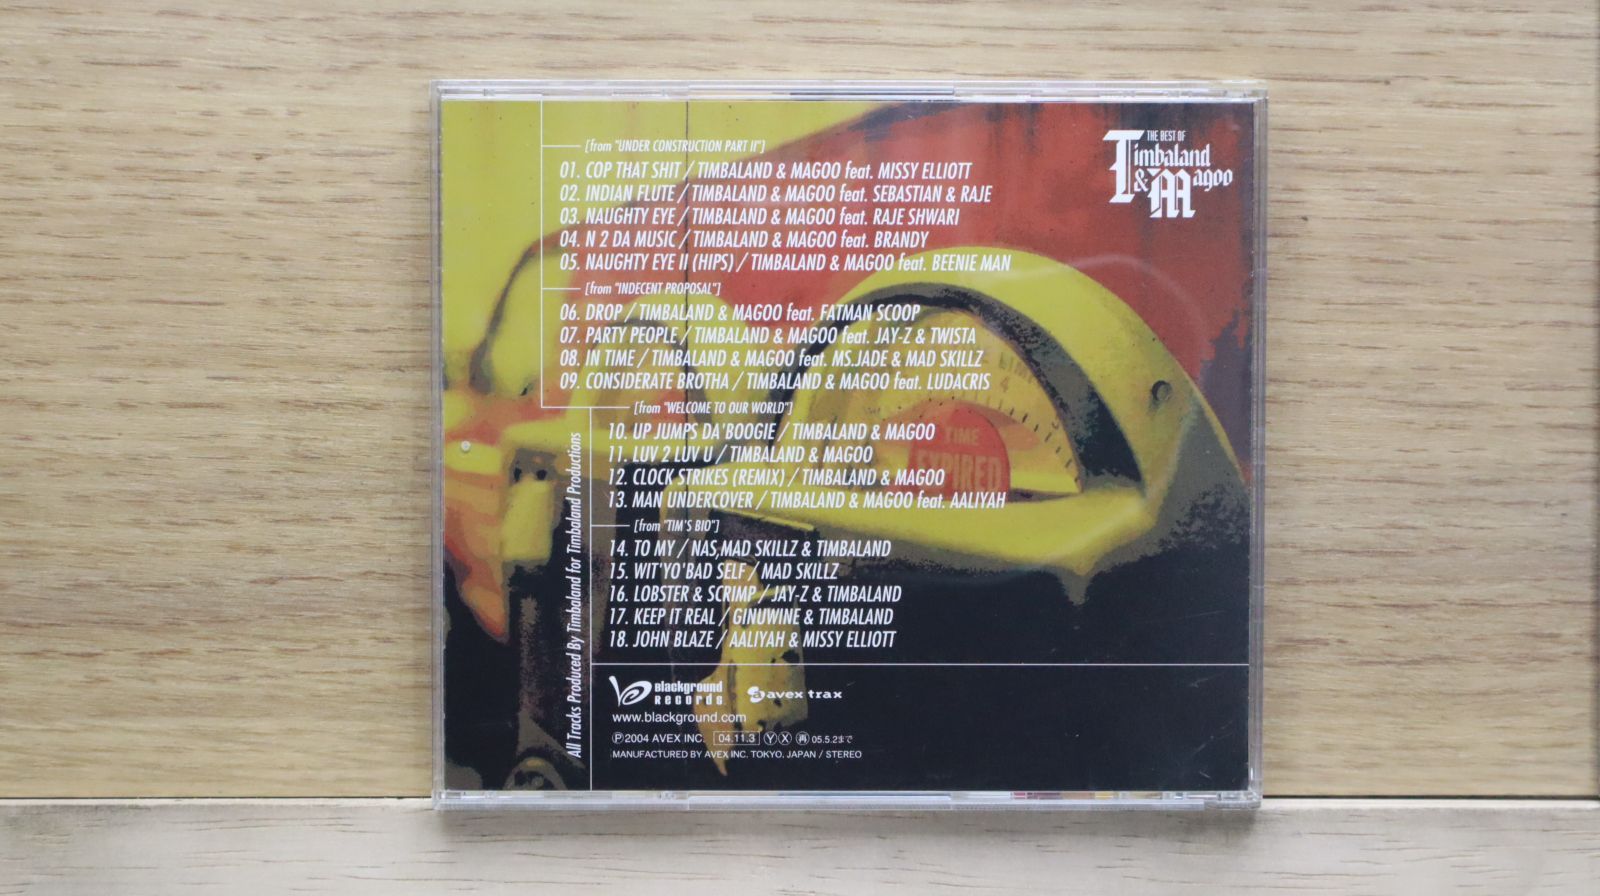 THE BEST OF
Timbaland
& Magoo
[from "UNDER CONSTRUCTION PART II"]
01. COP THAT SHIT / TIMBALAND & MAGOO feat. MISSY ELLIOTT
02. INDIAN FLUTE / TIMBALAND & MAGOO feat. SEBASTIAN & RAJE
03. NAUGHTY EYE / TIMBALAND & MAGOO feat. RAJE SHWARI
04. N 2 DA MUSIC / TIMBALAND & MAGOO feat. BRANDY
05. NAUGHTY EYE II (HIPS) / TIMBALAND & MAGOO feat. BEENIE MAN
[from "INDECENT PROPOSAL"]
06. DROP / TIMBALAND & MAGOO feat. FATMAN SCOOP
07. PARTY PEOPLE / TIMBALAND & MAGOO feat. JAY-Z & TWISTA
08. IN TIME / TIMBALAND & MAGOO feat. MS.JADE & MAD SKILLZ
09. CONSIDERATE BROTHA / TIMBALAND & MAGOO feat. LUDACRIS
[from "WELCOME TO OUR WORLD"]
10. UP JUMPS DA'BOOGIE / TIMBALAND & MAGOO
11. LUV 2 LUV U / TIMBALAND & MAGOO
12. CLOCK STRIKES (REMIX) / TIMBALAND & MAGOO
13. MAN UNDERCOVER / TIMBALAND & MAGOO feat. AALIYAH
[from "TIM'S BIO"]
14. TO MY / NAS,MAD SKILLZ & TIMBALAND
15. WIT'YO'BAD SELF / MAD SKILLZ
16. LOBSTER & SCRIMP / JAY-Z & TIMBALAND
17. KEEP IT REAL / GINUWINE & TIMBALAND
18. JOHN BLAZE / AALIYAH & MISSY ELLIOTT
All Tracks Produced By Timbaland for Timbaland Productions
TIME
EXPIRED
4
Blackground
RECORDS
avex trax
www.blackground.com
Ⓟ2004 AVEX INC. 04.11.3 Ⓨ Ⓧ ㊢ 05.5.2まで
MANUFACTURED BY AVEX INC. TOKYO, JAPAN / STEREO